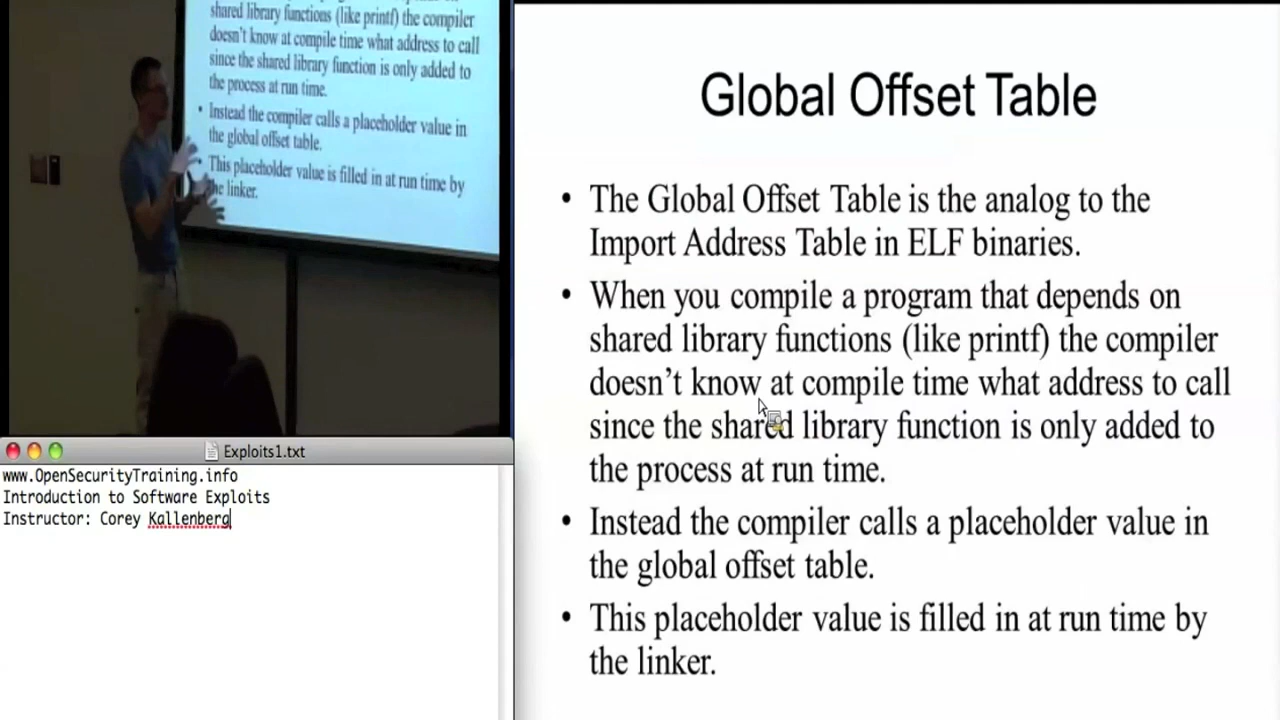 shared library functions (like printf) the compiler
doesn't know at compile time what address to call
since the shared library function is only added to
the process at run time.
• Instead the compiler calls a placeholder value in
the global offset table.
• This placeholder value is filled in at run time by
the linker.
Exploits1.txt
www.OpenSecurityTraining.info
Introduction to Software Exploits
Instructor: Corey Kallenberg
Global Offset Table
• The Global Offset Table is the analog to the
Import Address Table in ELF binaries.
• When you compile a program that depends on
shared library functions (like printf) the compiler
doesn't know at compile time what address to call
since the shared library function is only added to
the process at run time.
• Instead the compiler calls a placeholder value in
the global offset table.
• This placeholder value is filled in at run time by
the linker.